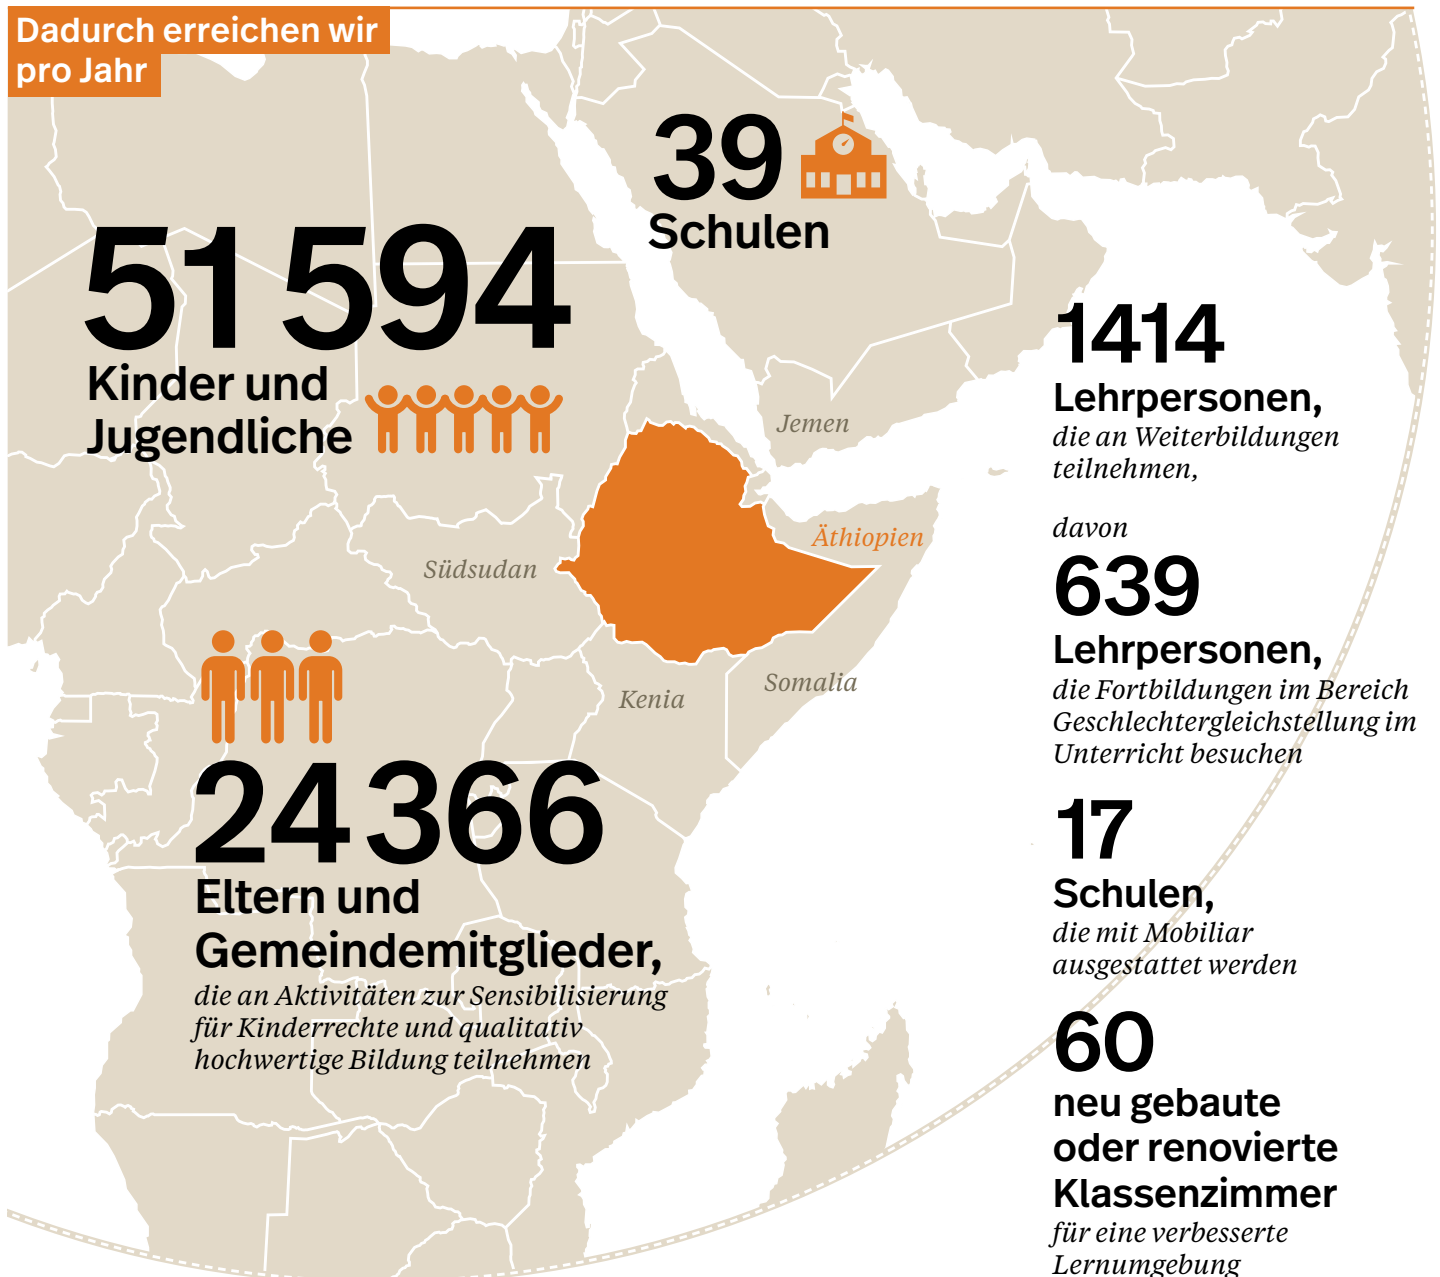 Dadurch erreichen wir
pro Jahr
39
Schulen
51 594
Kinder und
Jugendliche
1414
Lehrpersonen,
die an Weiterbildungen
teilnehmen,
davon
639
Lehrpersonen,
die Fortbildungen im Bereich
Geschlechtergleichstellung im
Unterricht besuchen
17
Schulen,
die mit Mobiliar
ausgestattet werden
60
neu gebaute
oder renovierte
Klassenzimmer
für eine verbesserte
Lernumgebung
Jemen
Äthiopien
Südsudan
Somalia
Kenia
24 366
Eltern und
Gemeindemitglieder,
die an Aktivitäten zur Sensibilisierung
für Kinderrechte und qualitativ
hochwertige Bildung teilnehmen